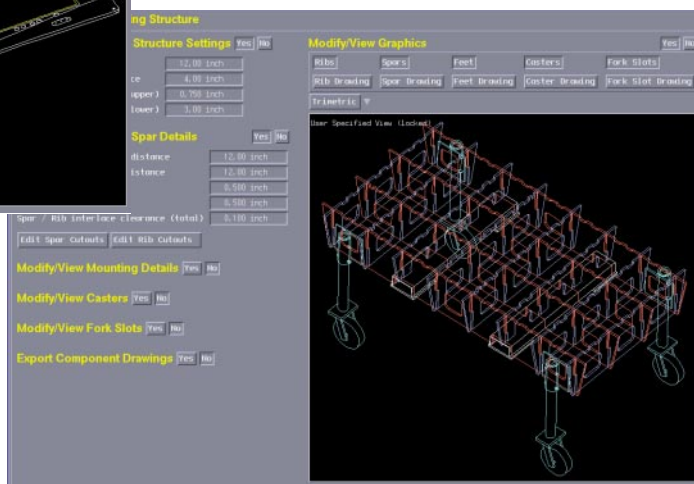 ng Structure
Structure Settings Yes No
12.00 inch
ce 4.00 inch
upper) 0.750 inch
lower) 3.00 inch
Spar Details Yes No
distance 12.00 inch
istance 12.00 inch
0.500 inch
0.500 inch
Spar / Rib interlace clearance (total) 0.100 inch
Edit Spar Cutouts Edit Rib Cutouts
Modify/View Mounting Details Yes No
Modify/View Casters Yes No
Modify/View Fork Slots Yes No
Export Component Drawings Yes No
Modify/View Graphics Yes No
Ribs Spars Feet Casters Fork Slots
Rib Drawing Spar Drawing Feet Drawing Caster Drawing Fork Slot Drawing
Trimetric
User Specified View (Locked)